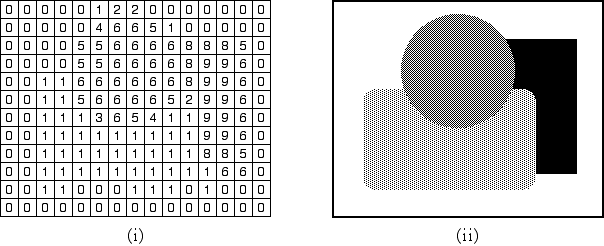 0 0 0 0 0 1 2 2 0 0 0 0 0 0 0
0 0 0 0 0 4 6 6 5 1 0 0 0 0 0
0 0 0 0 5 5 6 6 6 6 8 8 8 5 0
0 0 0 0 5 5 6 6 6 6 8 9 9 6 0
0 0 1 1 6 6 6 6 6 6 8 9 9 6 0
0 0 1 1 5 6 6 6 6 5 2 9 9 6 0
0 0 1 1 1 3 6 5 4 1 1 9 9 6 0
0 0 1 1 1 1 1 1 1 1 1 9 9 6 0
0 0 1 1 1 1 1 1 1 1 1 8 8 5 0
0 0 1 1 1 1 1 1 1 1 1 1 6 6 0
0 0 1 1 0 0 0 1 1 1 0 1 0 0 0
0 0 0 0 0 0 0 0 0 0 0 0 0 0 0
(i) (ii)